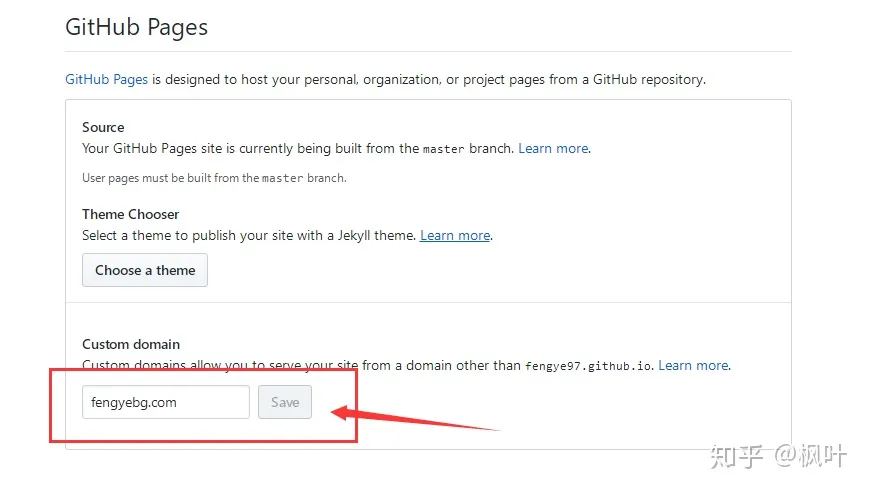 GitHub Pages
GitHub Pages is designed to host your personal, organization, or project pages from a GitHub repository.
Source
Your GitHub Pages site is currently being built from the master branch. Learn more.
User pages must be built from the master branch.
Theme Chooser
Select a theme to publish your site with a Jekyll theme. Learn more.
Choose a theme
Custom domain
Custom domains allow you to serve your site from a domain other than fengye97.github.io. Learn more.
fengyebg.com Save
知乎 @枫叶